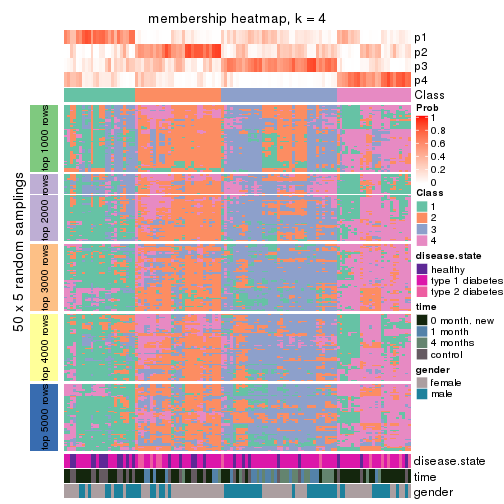 membership heatmap, k = 4
p1
p2
p3
p4
Class
50 x 5 random samplings
top 1000 rows
top 2000 rows
top 3000 rows
top 4000 rows
top 5000 rows
Prob
1
0.8
0.6
0.4
0.2
0
Class
1
2
3
4
disease.state
healthy
type 1 diabetes
type 2 diabetes
time
0 month. new
1 month
4 months
control
gender
female
male
disease.state
time
gender